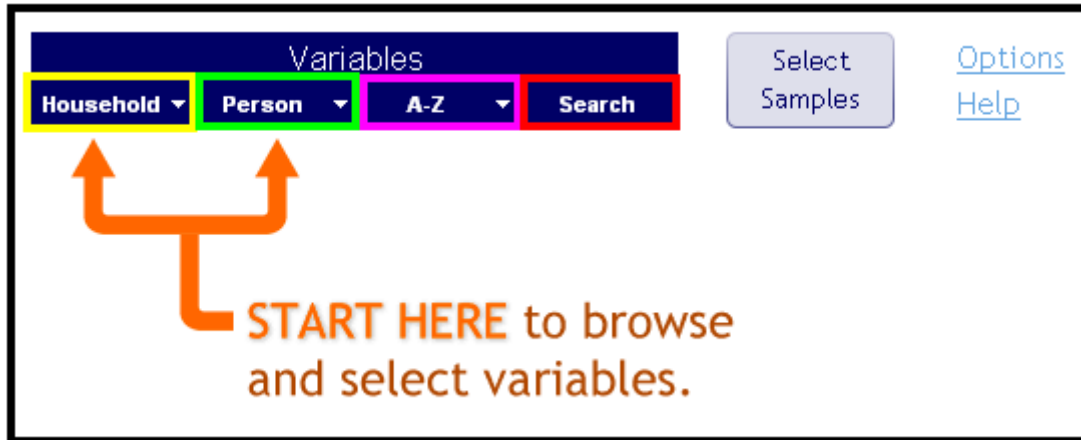 Variables
Household Person A-Z Search
Select
Samples
Options
Help
START HERE to browse
and select variables.